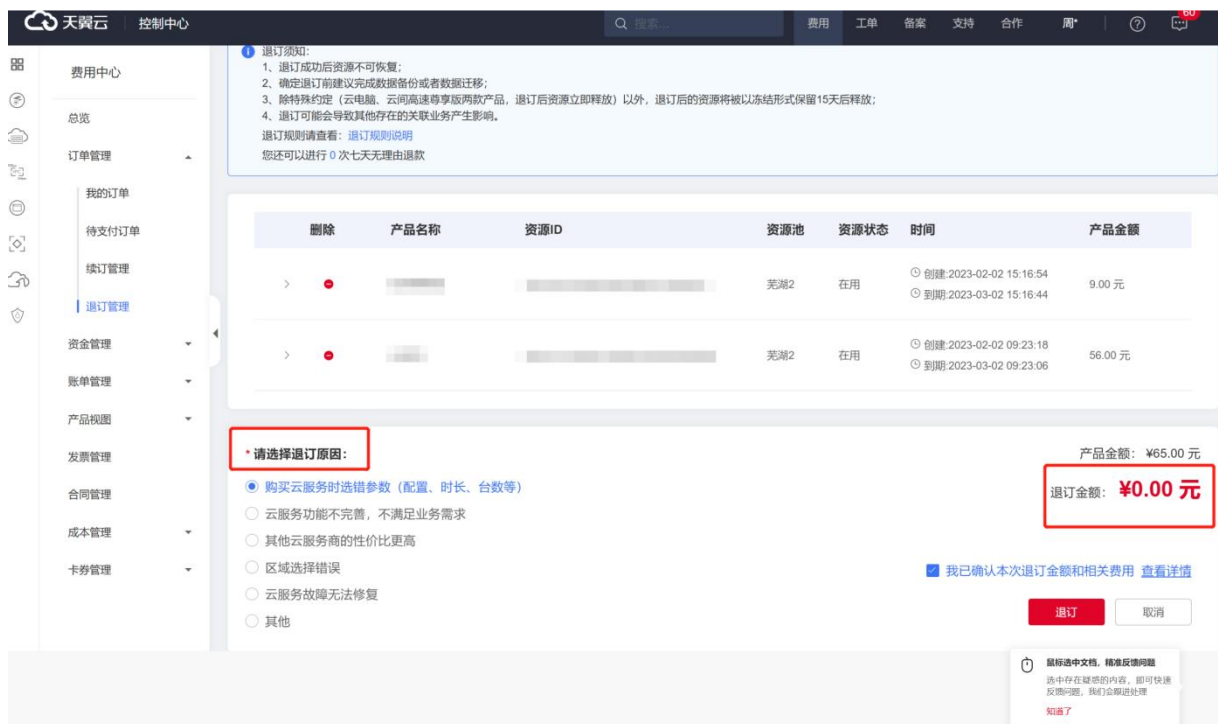 天翼云 控制中心 搜索... 费用 工单 备案 支持 合作 周* 60
费用中心
总览
订单管理
我的订单
待支付订单
续订管理
退订管理
资金管理
账单管理
产品视图
发票管理
合同管理
成本管理
卡券管理
退订须知:
1、退订成功后资源不可恢复;
2、确定退订前建议完成数据备份或者数据迁移;
3、除特殊约定（云电脑、云间高速尊享版两款产品，退订后资源立即释放）以外，退订后的资源将被以冻结形式保留15天后释放;
4、退订可能会导致其他存在的关联业务产生影响。
退订规则请查看: 退订规则说明
您还可以进行 0 次七天无理由退款
删除 产品名称 资源ID 资源池 资源状态 时间 产品金额
芜湖2 在用 创建:2023-02-02 15:16:54 9.00 元
到期:2023-03-02 15:16:44
芜湖2 在用 创建:2023-02-02 09:23:18 56.00 元
到期:2023-03-02 09:23:06
* 请选择退订原因:
购买云服务时选错参数（配置、时长、台数等）
云服务功能不完善，不满足业务需求
其他云服务商的性价比更高
区域选择错误
云服务故障无法修复
其他
产品金额: ¥65.00 元
退订金额: ¥0.00 元
我已确认本次退订金额和相关费用 查看详情
退订 取消
鼠标选中文档，精准反馈问题
选中存在疑惑的内容，即可快速
反馈问题，我们会跟进处理
知道了